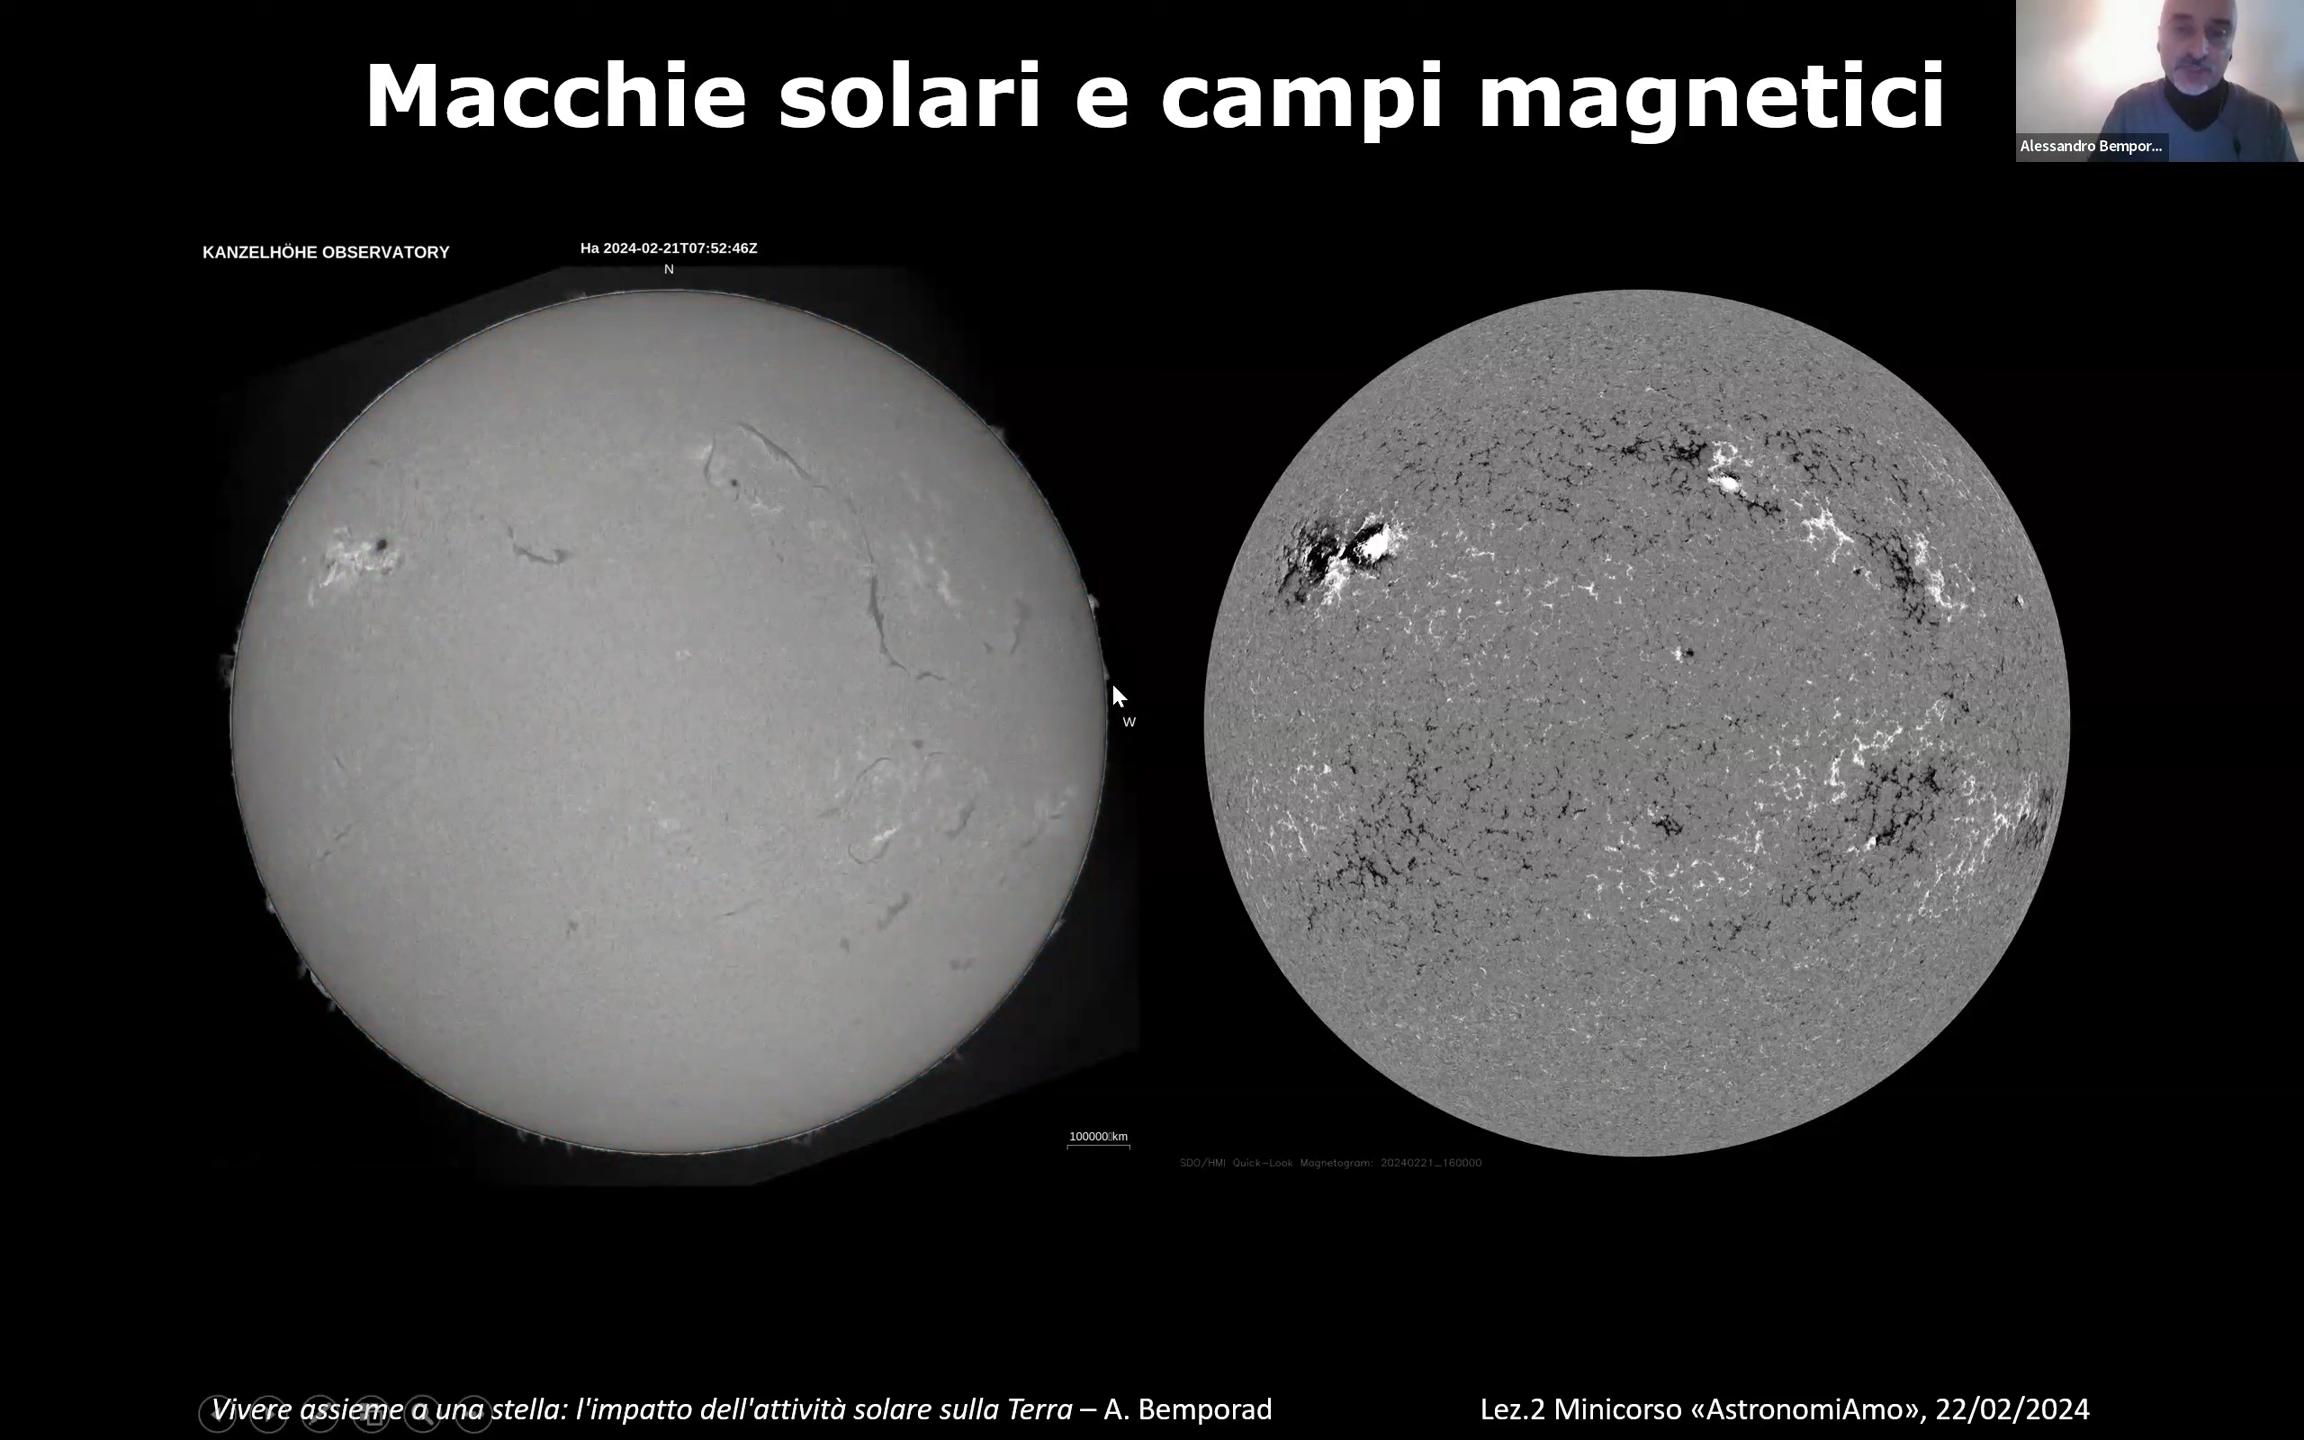 Macchie solari e campi magnetici
Alessandro Bempor...
KANZELHÖHE OBSERVATORY
Ha 2024-02-21T07:52:46Z
N
W
100000▯km
SDO/HMI Quick-Look Magnetogram: 20240221_160000
Vivere assieme a una stella: l'impatto dell'attività solare sulla Terra – A. Bemporad
Lez.2 Minicorso «AstronomiAmo», 22/02/2024